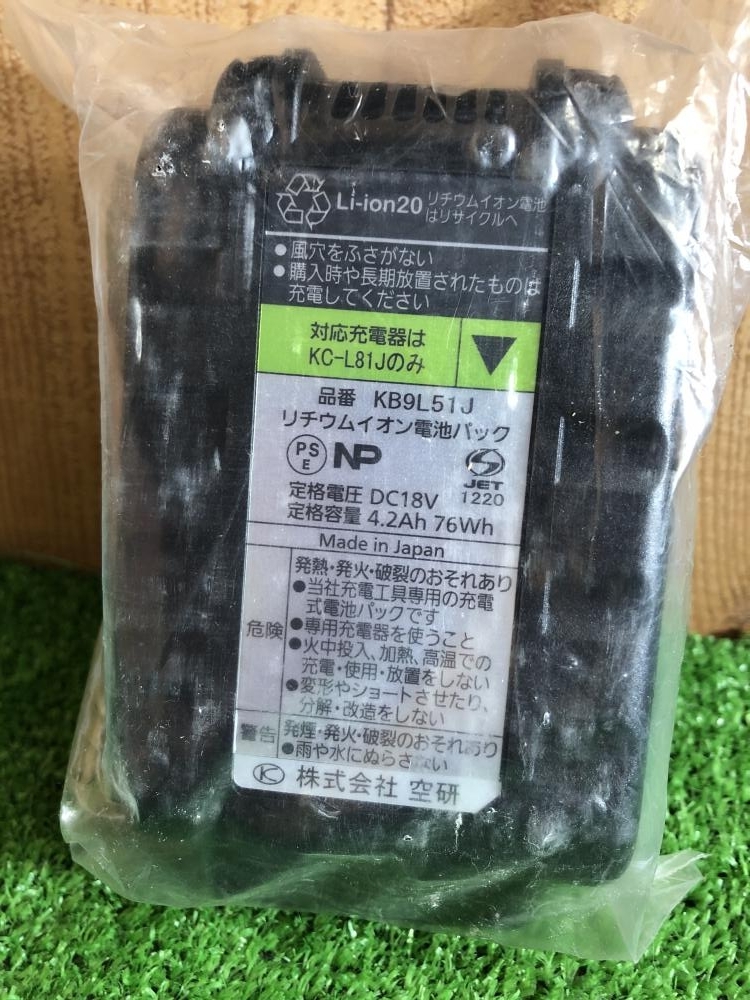 Li-ion20 リチウムイオン電池
はリサイクルへ
●風穴をふさがない
●購入時や長期放置されたものは
充電してください
対応充電器は
KC-L81Jのみ
品番 KB9L51J
リチウムイオン電池パック
PS
E
NP
JET
1220
定格電圧 DC18V
定格容量 4.2Ah 76Wh
Made in Japan
危険
発熱・発火・破裂のおそれあり
●当社充電工具専用の充電
式電池パックです
●専用充電器を使うこと
●火中投入、加熱、高温での
充電・使用・放置をしない
●変形やショートさせたり、
分解・改造をしない
警告
発煙・発火・破裂のおそれあり
●雨や水にぬらさない
K 株式会社 空研